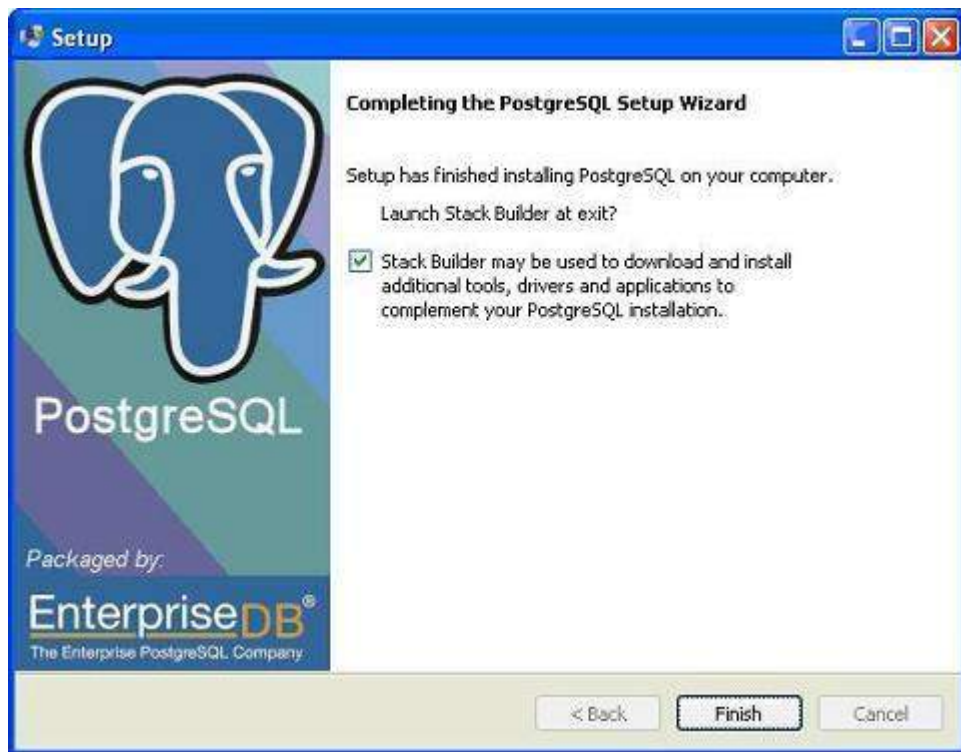 Setup
Completing the PostgreSQL Setup Wizard
Setup has finished installing PostgreSQL on your computer.
Launch Stack Builder at exit?
Stack Builder may be used to download and install
additional tools, drivers and applications to
complement your PostgreSQL installation.
PostgreSQL
Packaged by:
EnterpriseDB®
The Enterprise PostgreSQL Company
< Back
Finish
Cancel